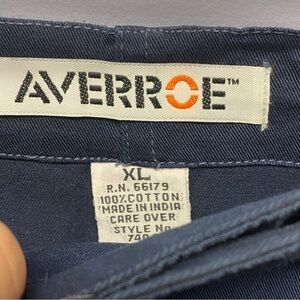 AVERROE™
XL
R.N. 66179
100%COTTON
MADE IN INDIA
CARE OVER
STYLE No